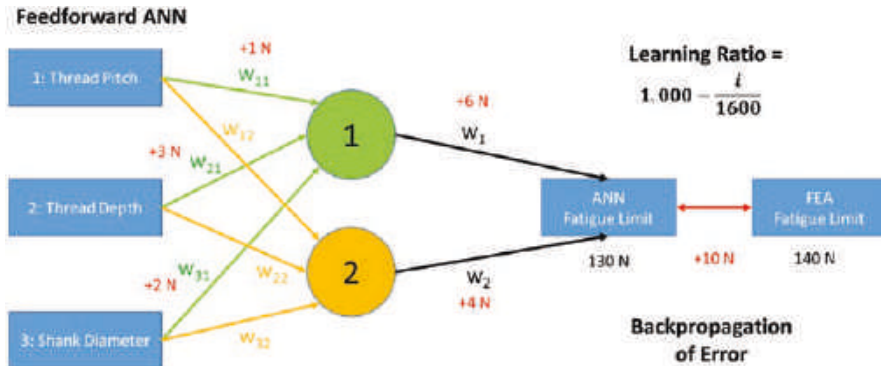 Feedforward ANN
+1 N
1: Thread Pitch
W11
Learning Ratio =
1.000 − i/1600
+6 N
W12
1
W1
+3 N
W21
2: Thread Depth
ANN
Fatigue Limit
FEA
Fatigue Limit
W31
W22
2
W2
130 N
+10 N
140 N
+2 N
+4 N
3: Shank Diameter
W32
Backpropagation
of Error